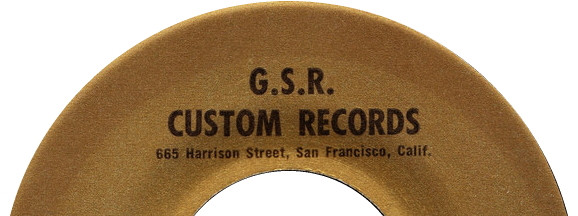 G.S.R.
CUSTOM RECORDS
665 Harrison Street, San Francisco, Calif.